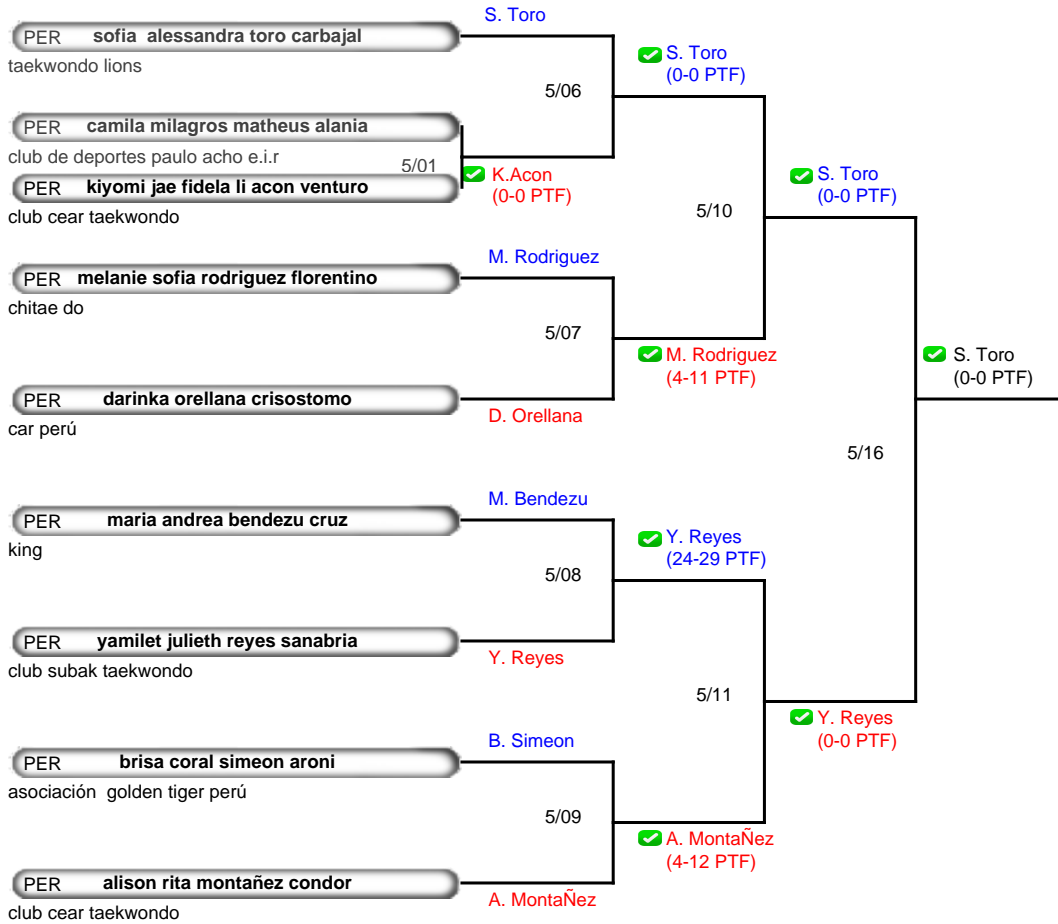 S. Toro
PER sofia alessandra toro carbajal
taekwondo lions
S. Toro
(0-0 PTF)
5/06
PER camila milagros matheus alania
club de deportes paulo acho e.i.r
5/01
K.Acon
(0-0 PTF)
PER kiyomi jae fidela li acon venturo
club cear taekwondo
S. Toro
(0-0 PTF)
5/10
M. Rodriguez
PER melanie sofia rodriguez florentino
chitae do
5/07
M. Rodriguez
(4-11 PTF)
S. Toro
(0-0 PTF)
PER darinka orellana crisostomo
D. Orellana
car perú
5/16
M. Bendezu
PER maria andrea bendezu cruz
king
Y. Reyes
(24-29 PTF)
5/08
PER yamilet julieth reyes sanabria
Y. Reyes
club subak taekwondo
5/11
Y. Reyes
(0-0 PTF)
B. Simeon
PER brisa coral simeon aroni
asociación golden tiger perú
5/09
A. MontaÑez
(4-12 PTF)
PER alison rita montañez condor
A. MontaÑez
club cear taekwondo